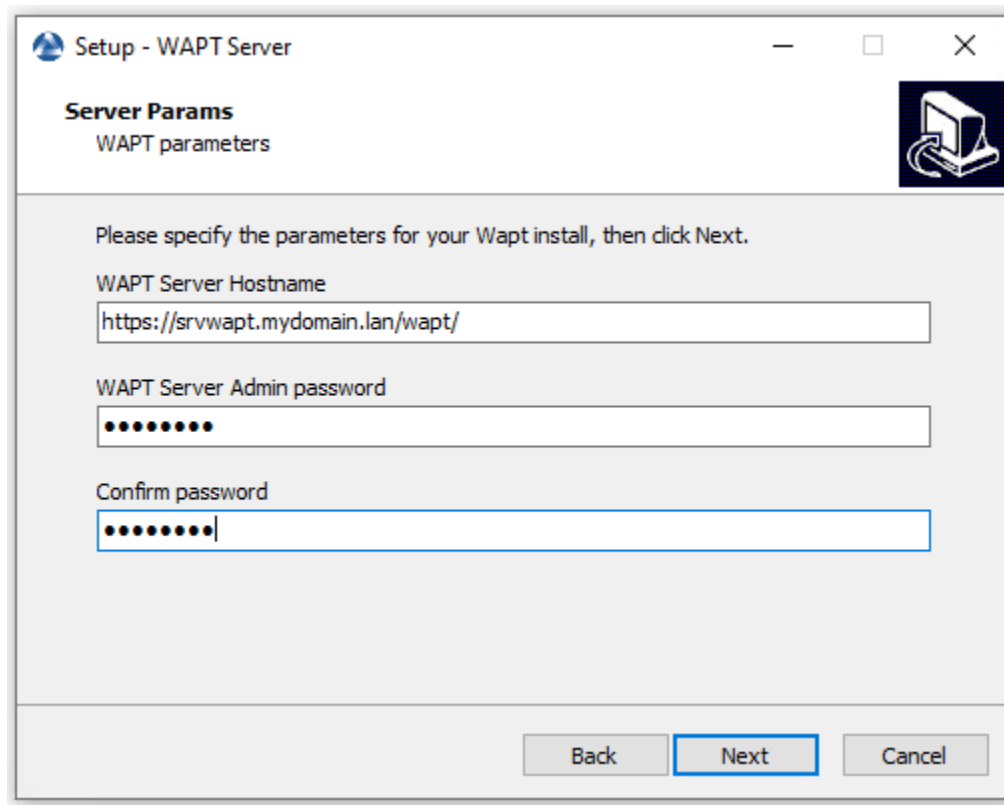 Setup - WAPT Server
Server Params
WAPT parameters
Please specify the parameters for your Wapt install, then click Next.
WAPT Server Hostname
https://srvwapt.mydomain.lan/wapt/
WAPT Server Admin password
●●●●●●●●
Confirm password
●●●●●●●●
Back Next Cancel